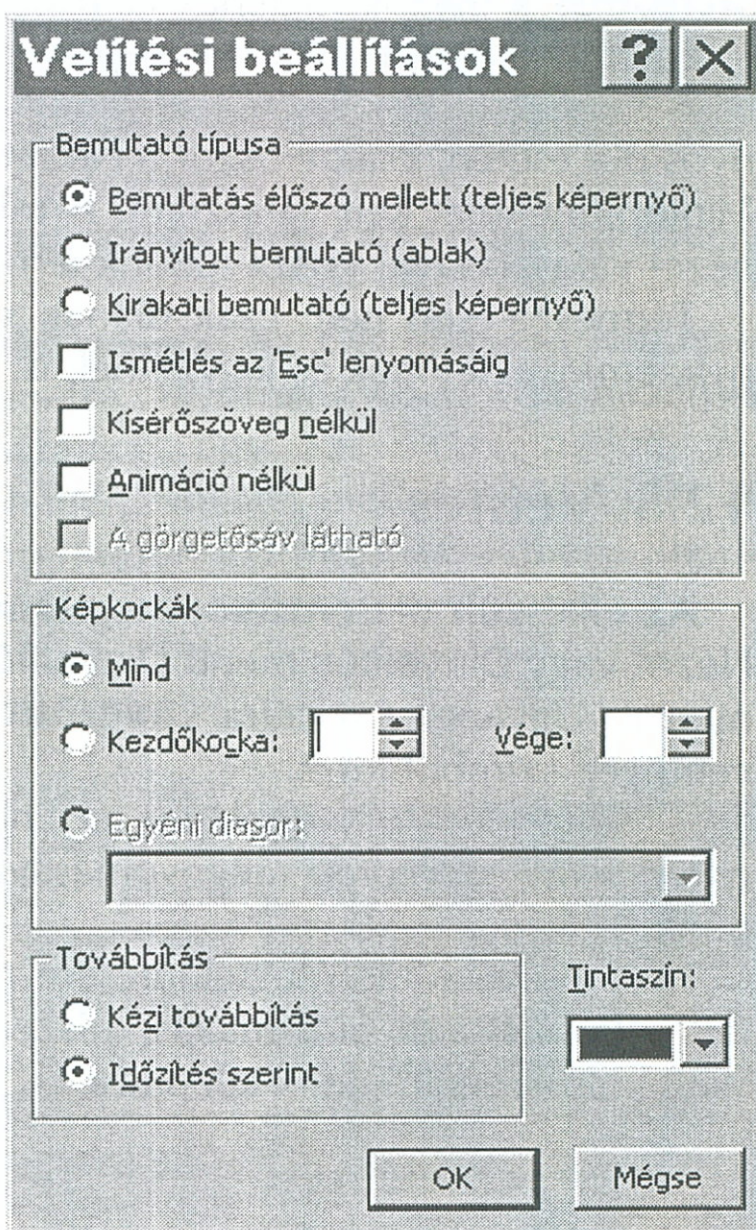 Vetítési beállítások
Bemutató típusa
Bemutatás élőszó mellett (teljes képernyő)
Irányított bemutató (ablak)
Kirakati bemutató (teljes képernyő)
Ismétlés az 'Esc' lenyomásáig
Kísérőszöveg nélkül
Animáció nélkül
A görgetősáv látható
Képkockák
Mind
Kezdőkocka: Vége:
Egyéni diasor:
Továbbítás
Tintaszín:
Kézi továbbítás
Időzítés szerint
OK Mégse